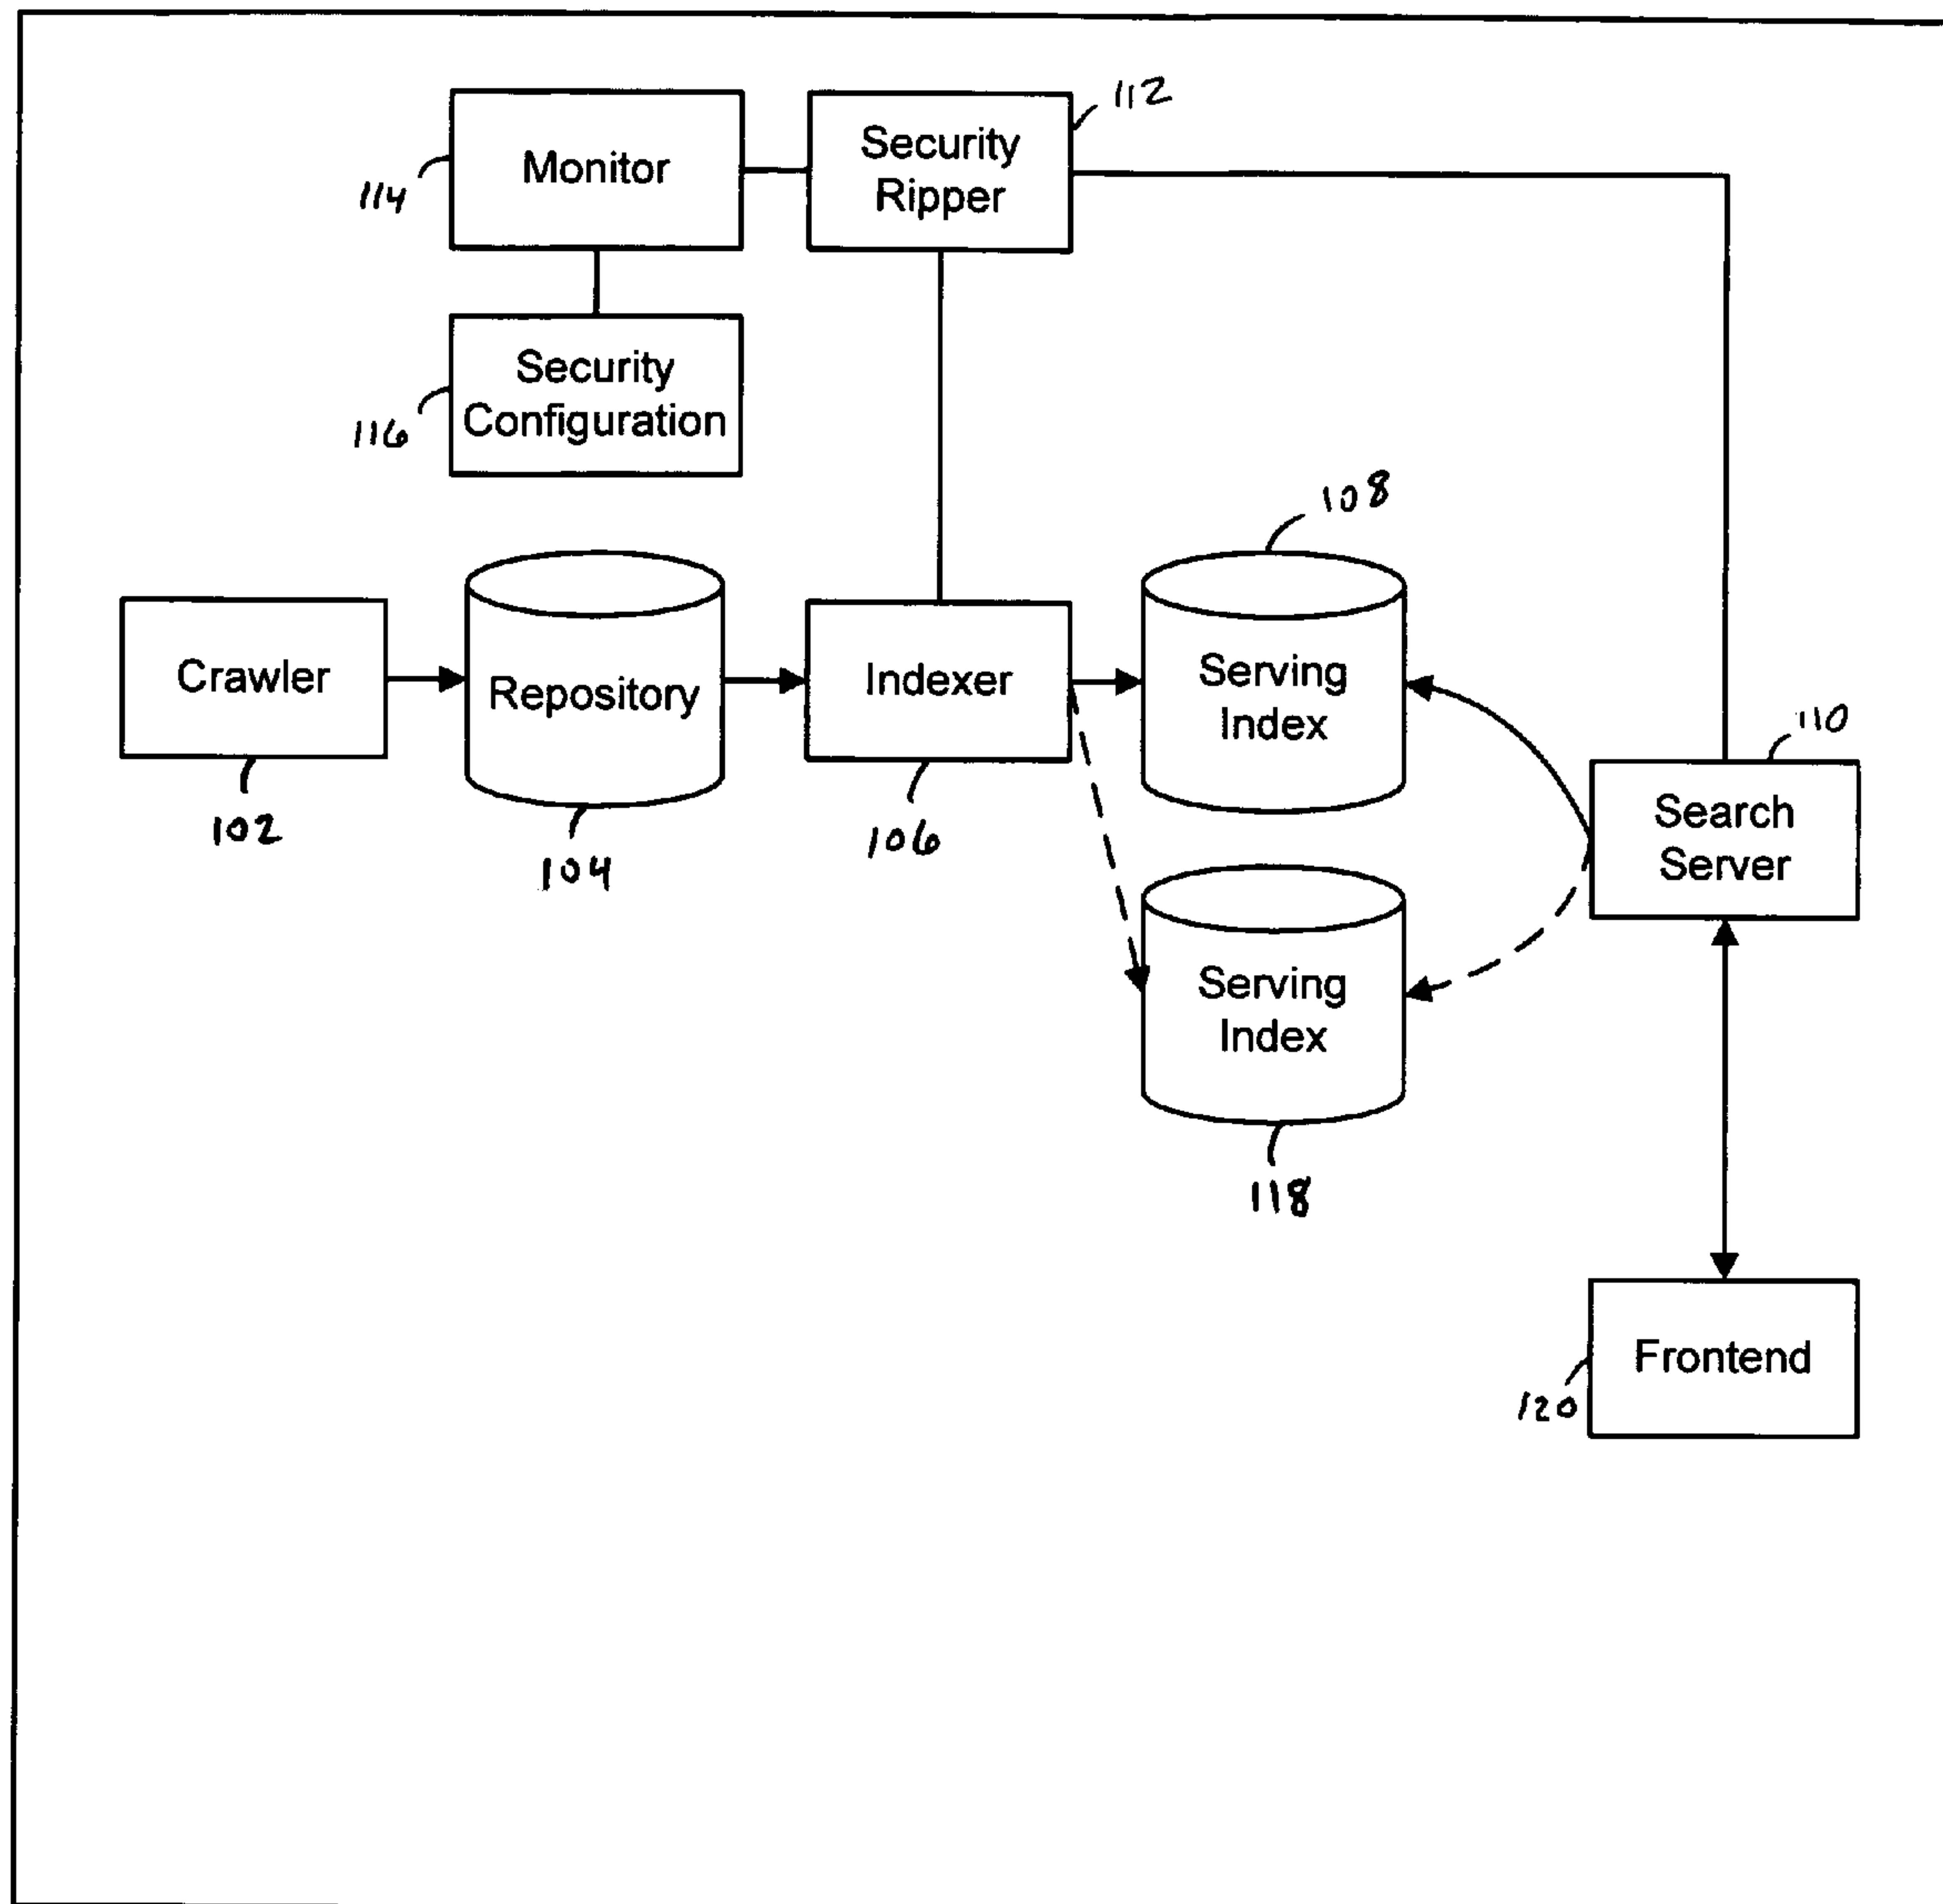 112
Monitor
Security
Ripper
114
Security
Configuration
116
108
Crawler
Repository
Indexer
Serving
Index
110
102
104
106
Search
Server
Serving
Index
118
Frontend
120